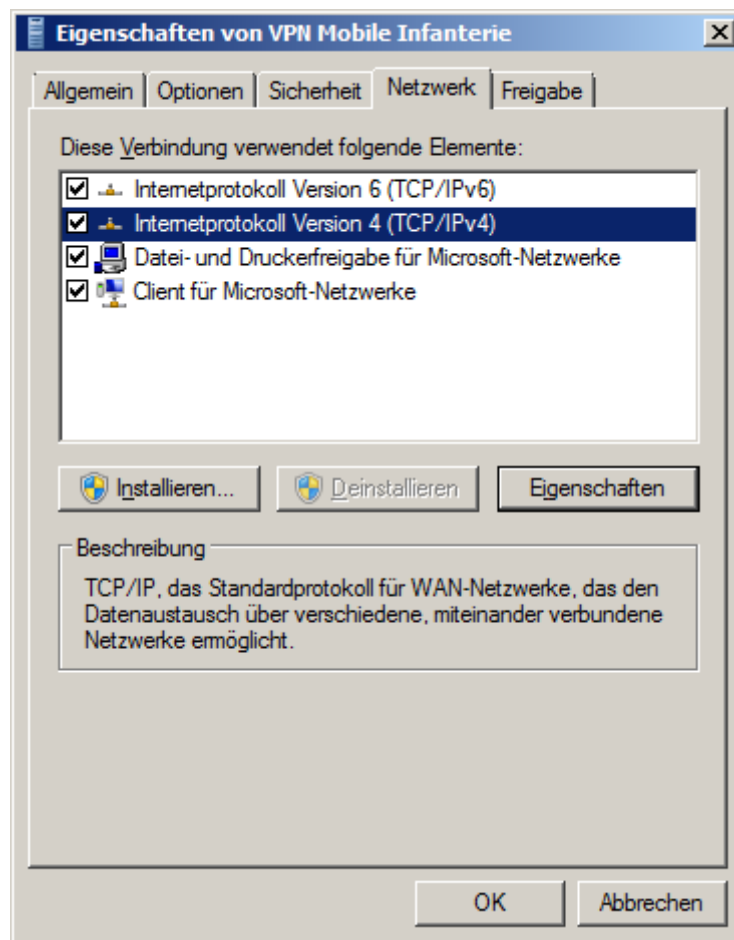 Eigenschaften von VPN Mobile Infanterie
Allgemein
Optionen
Sicherheit
Netzwerk
Freigabe
Diese Verbindung verwendet folgende Elemente:
Internetprotokoll Version 6 (TCP/IPv6)
Internetprotokoll Version 4 (TCP/IPv4)
Datei- und Druckerfreigabe für Microsoft-Netzwerke
Client für Microsoft-Netzwerke
Installieren...
Deinstallieren
Eigenschaften
Beschreibung
TCP/IP, das Standardprotokoll für WAN-Netzwerke, das den
Datenaustausch über verschiedene, miteinander verbundene
Netzwerke ermöglicht.
OK
Abbrechen